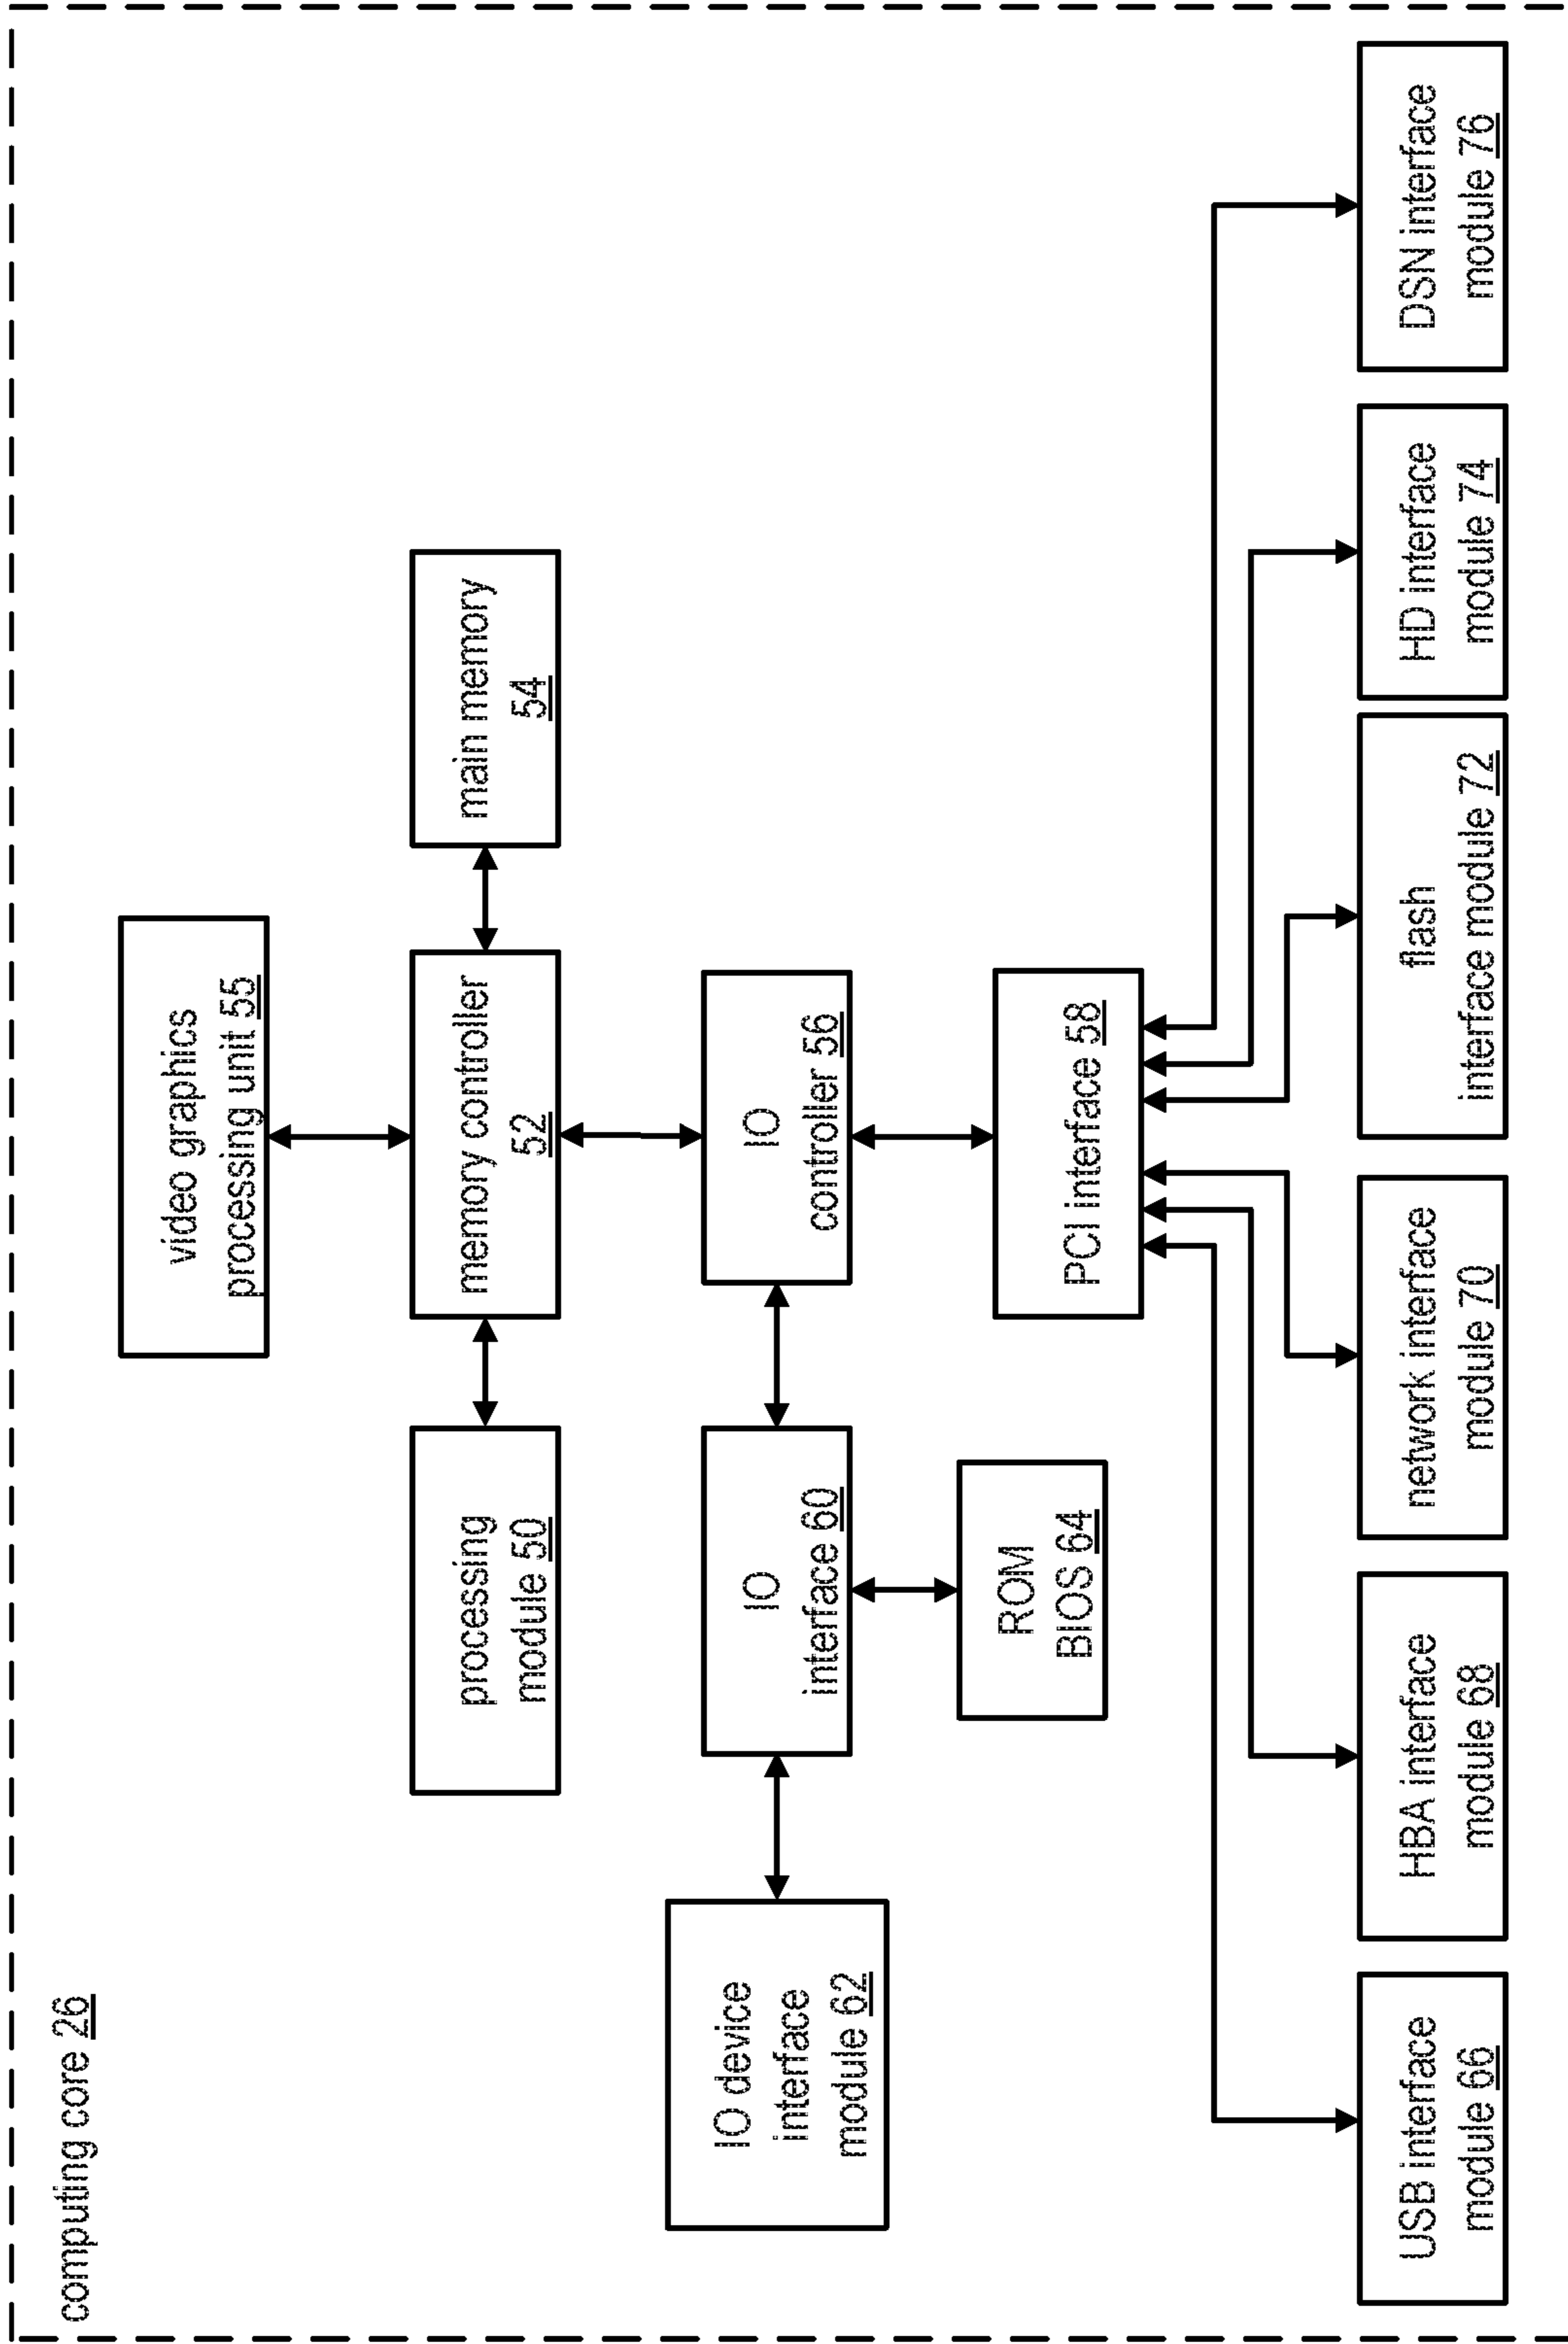 computing core 26
video graphics
processing unit 55
processing
module 50
memory controller
52
main memory
54
IO device
interface
module 62
IO
interface 60
IO
controller 56
ROM
BIOS 64
PCI interface 58
USB interface
module 66
HBA interface
module 68
network interface
module 70
flash
interface module 72
HD interface
module 74
DSN interface
module 76